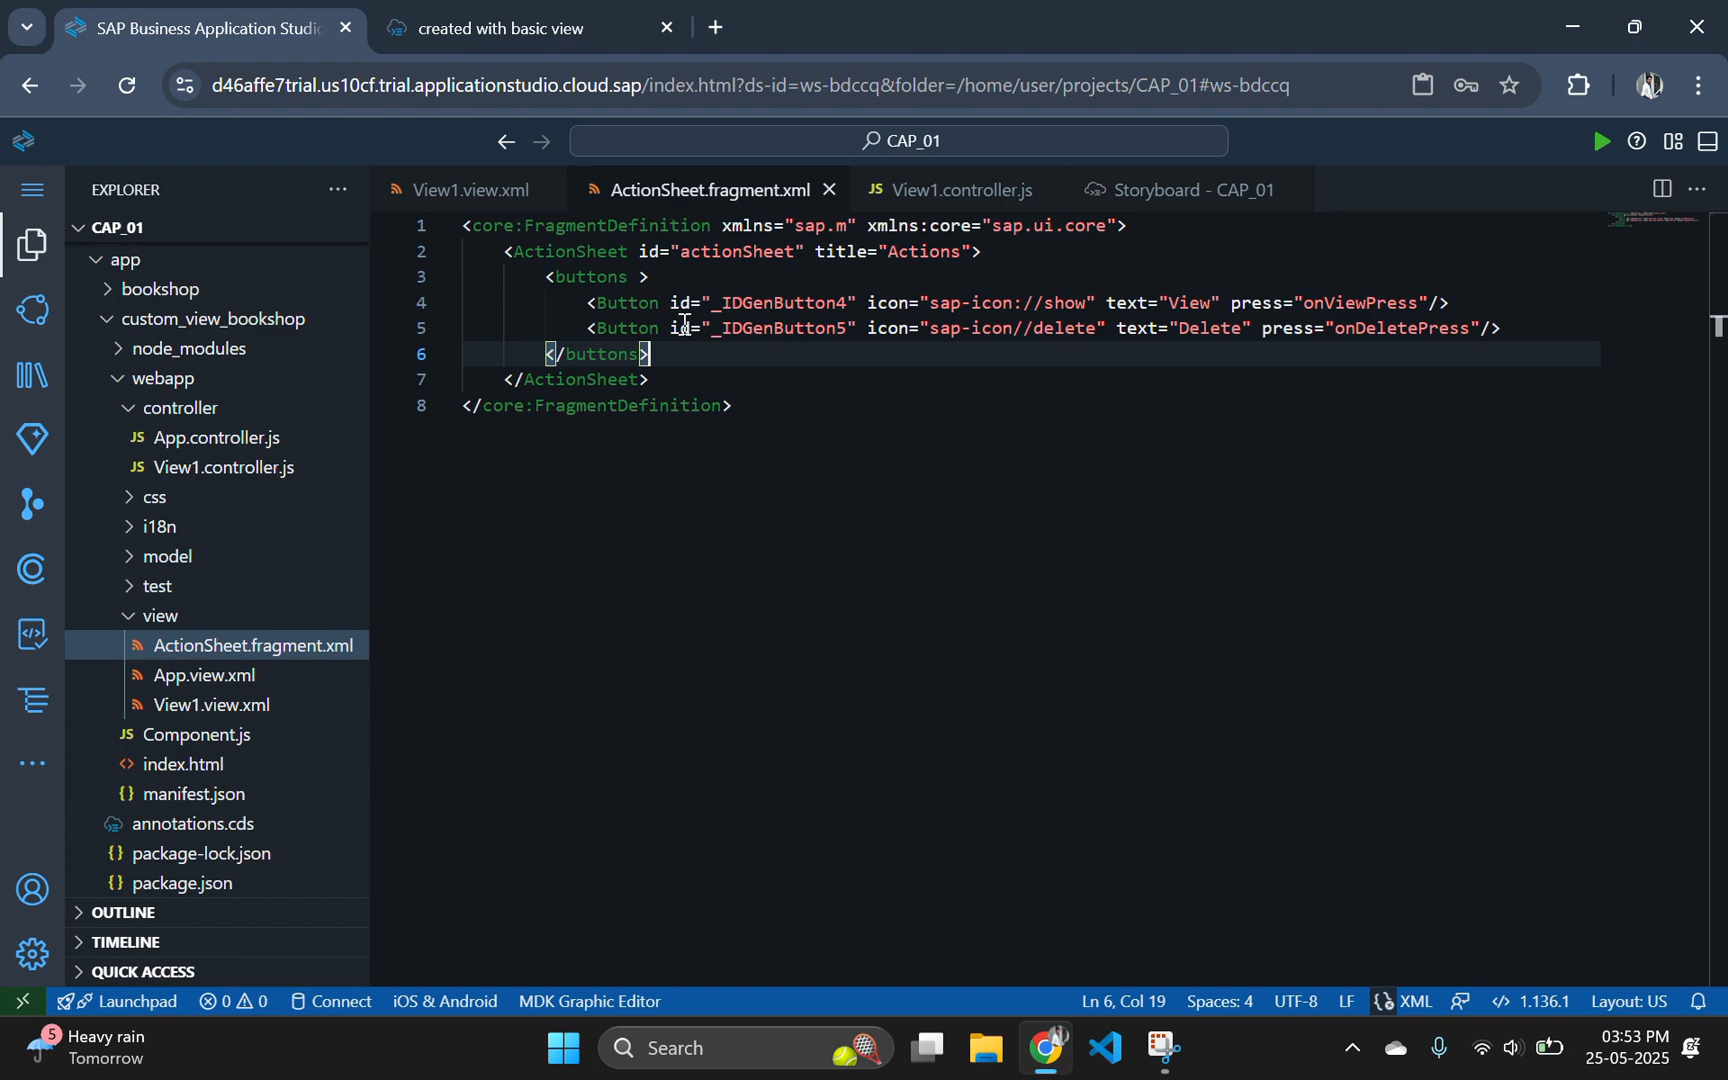 SAP Business Application Studio
created with basic view
d46affe7trial.us10cf.trial.applicationstudio.cloud.sap/index.html?ds-id=ws-bdccq&folder=/home/user/projects/CAP_01#ws-bdccq
CAP_01
EXPLORER
View1.view.xml
ActionSheet.fragment.xml
JS View1.controller.js
Storyboard - CAP_01
CAP_01
app
bookshop
custom_view_bookshop
node_modules
webapp
controller
JS App.controller.js
JS View1.controller.js
css
i18n
model
test
view
ActionSheet.fragment.xml
App.view.xml
View1.view.xml
JS Component.js
<> index.html
{} manifest.json
annotations.cds
{} package-lock.json
{} package.json
OUTLINE
TIMELINE
QUICK ACCESS
1 <core:FragmentDefinition xmlns="sap.m" xmlns:core="sap.ui.core">
2 <ActionSheet id="actionSheet" title="Actions">
3 <buttons >
4 <Button id="_IDGenButton4" icon="sap-icon://show" text="View" press="onViewPress"/>
5 <Button id="_IDGenButton5" icon="sap-icon//delete" text="Delete" press="onDeletePress"/>
6 </buttons>
7 </ActionSheet>
8 </core:FragmentDefinition>
Launchpad
0 0
Connect
iOS & Android
MDK Graphic Editor
Ln 6, Col 19
Spaces: 4
UTF-8
LF
XML
1.136.1
Layout: US
5
Heavy rain
Tomorrow
Search
03:53 PM
25-05-2025